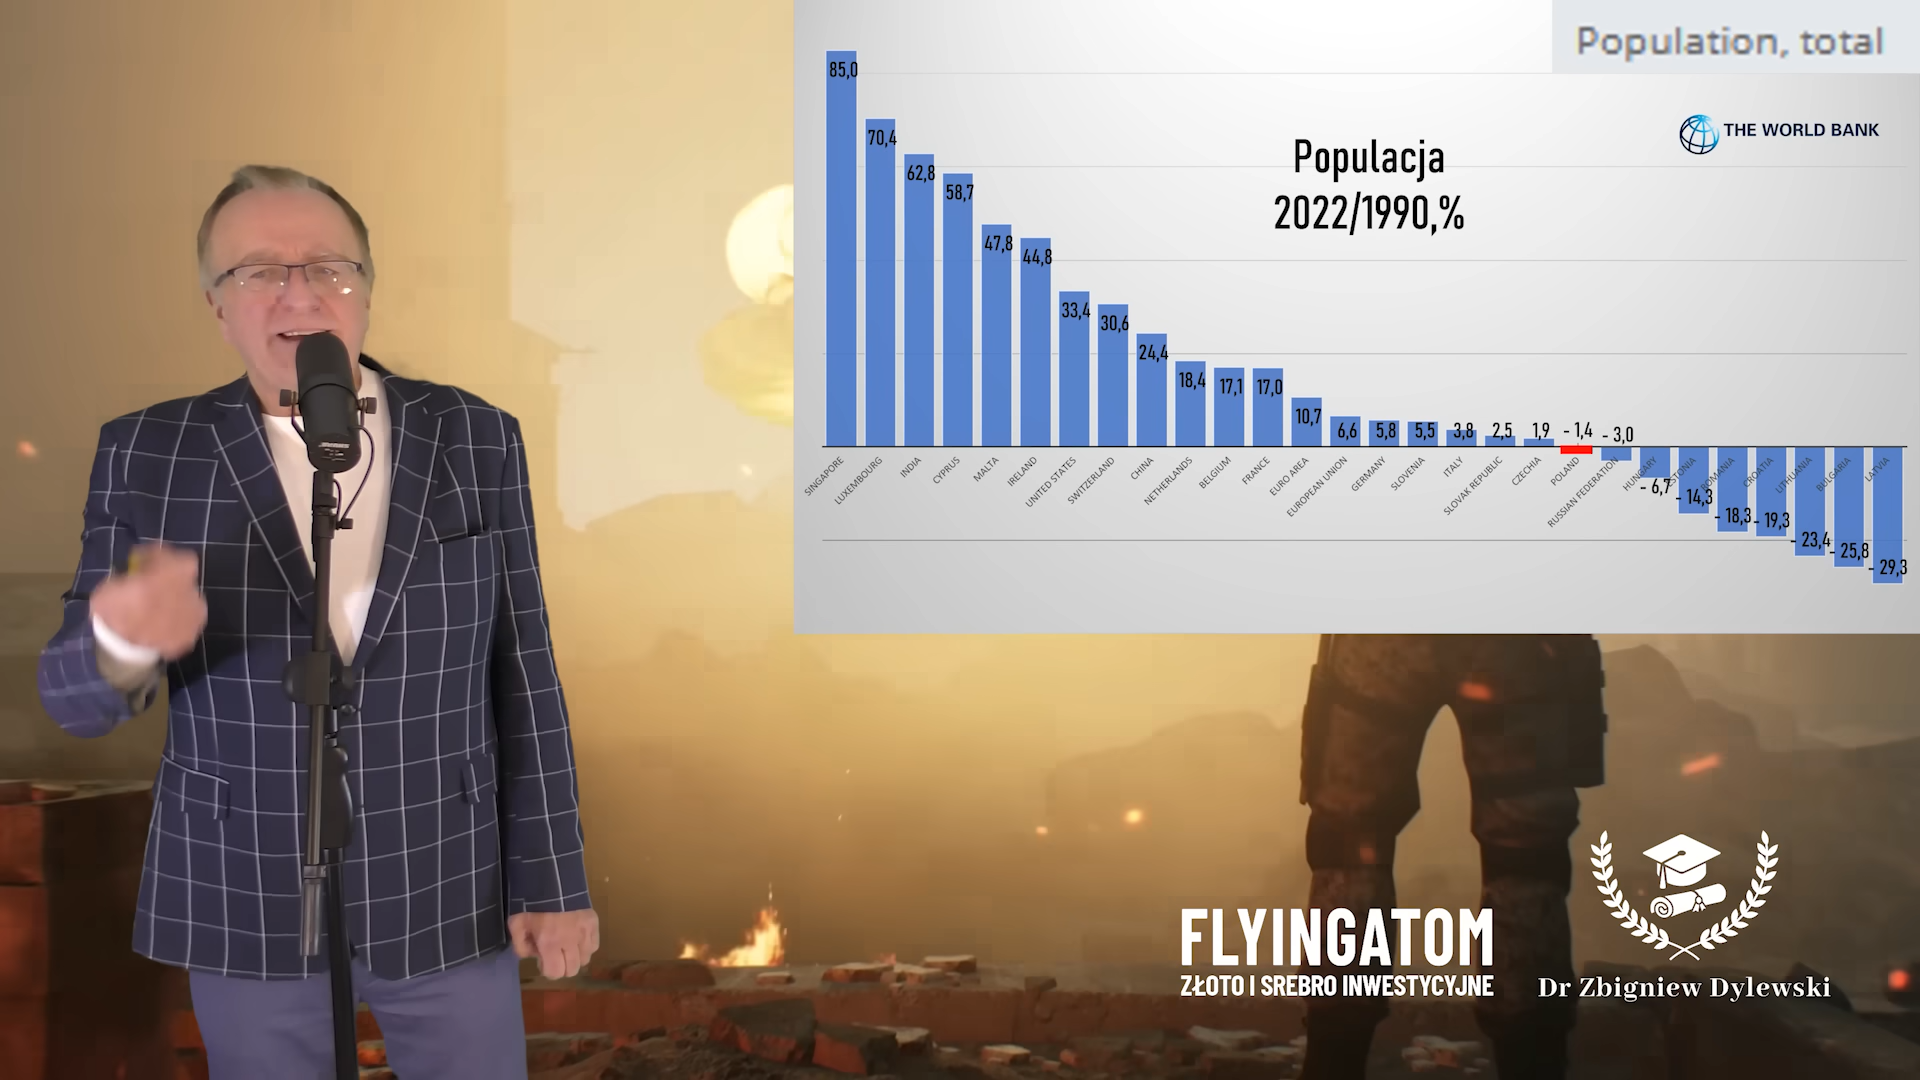 Population, total
THE WORLD BANK
Populacja
2022/1990,%
85,0
70,4
62,8
58,7
47,8
44,8
33,4
30,6
24,4
18,4
17,1
17,0
10,7
6,6
5,8
5,5
3,8
2,5
1,9
- 1,4
- 3,0
- 6,7
- 14,3
- 18,3
- 19,3
- 23,4
- 25,8
- 29,3
SINGAPORE
LUXEMBOURG
INDIA
CYPRUS
MALTA
IRELAND
UNITED STATES
SWITZERLAND
CHINA
NETHERLANDS
BELGIUM
FRANCE
EURO AREA
EUROPEAN UNION
GERMANY
SLOVENIA
ITALY
SLOVAK REPUBLIC
CZECHIA
POLAND
RUSSIAN FEDERATION
HUNGARY
ESTONIA
ROMANIA
CROATIA
LITHUANIA
BULGARIA
LATVIA
FLYINGATOM
ZŁOTO I SREBRO INWESTYCYJNE
Dr Zbigniew Dylewski